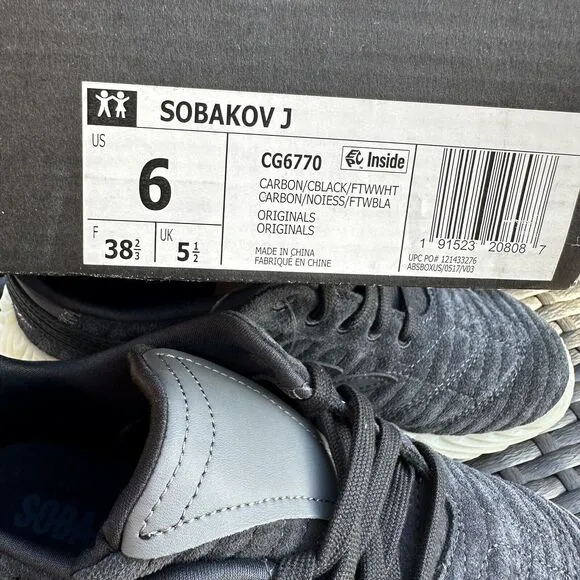 SOBAKOV J
US
6
F
38 2/3
UK
5 1/2
CG6770
Inside
CARBON/CBLACK/FTWWHT
CARBON/NOIESS/FTWBLA
ORIGINALS
ORIGINALS
MADE IN CHINA
FABRIQUÉ EN CHINE
1 91523 20808 7
UPC PO# 121433276
ABSBOXUS/0517/V03
SOBA